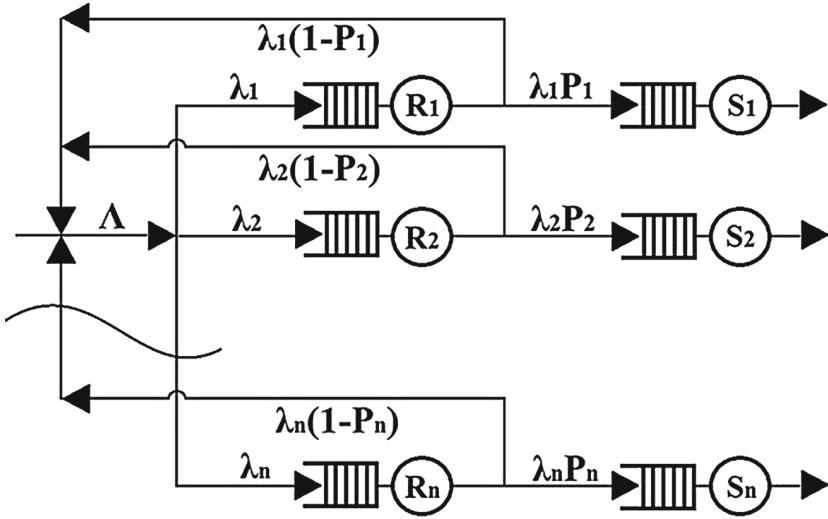 λ1(1-P1)
λ1 R1 λ1P1 S1
λ2(1-P2)
Λ λ2 R2 λ2P2 S2
λn(1-Pn)
λn Rn λnPn Sn